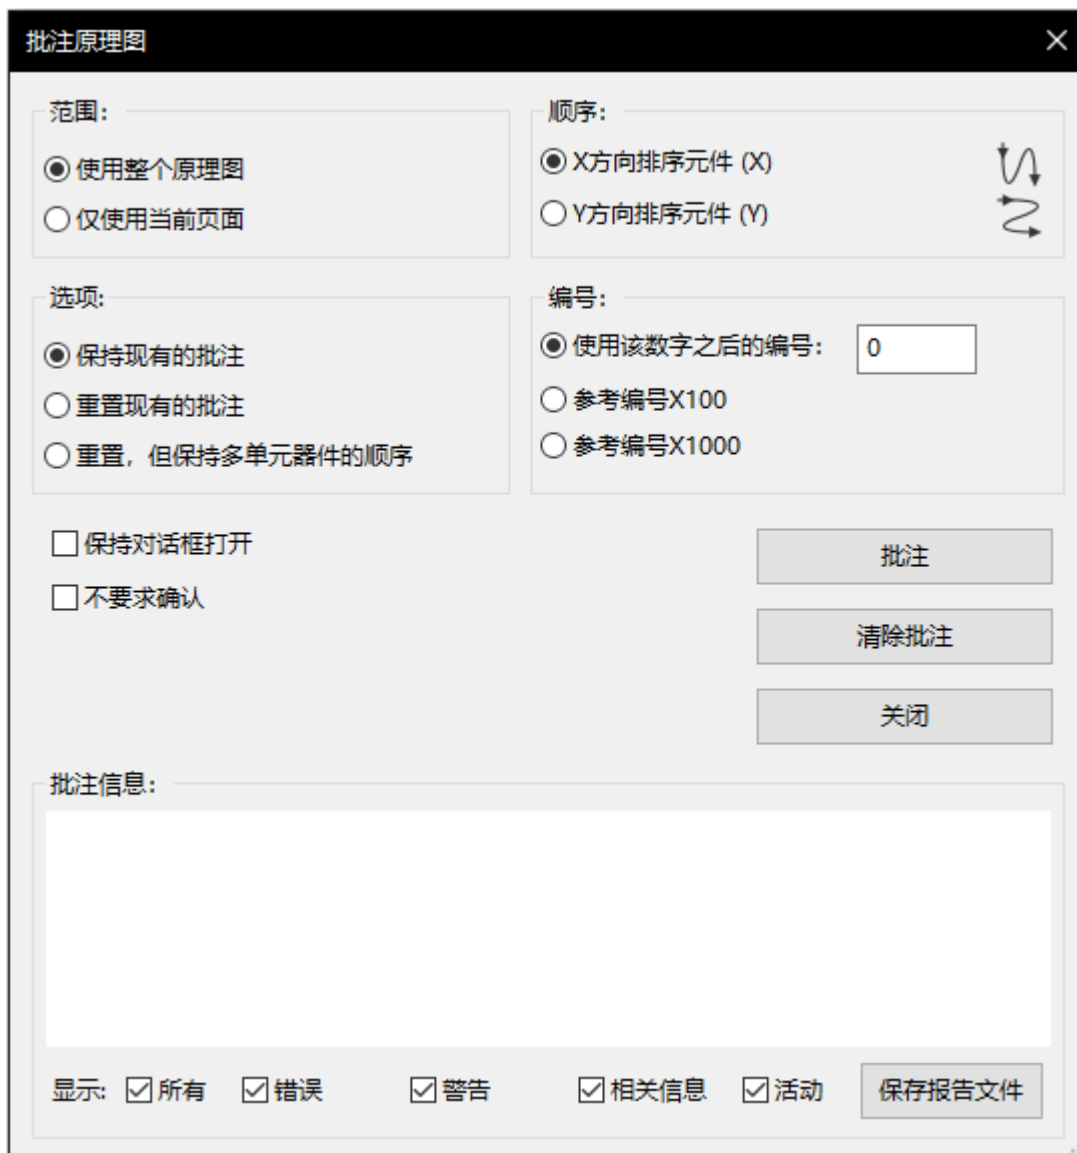 批注原理图
范围：
使用整个原理图
仅使用当前页面
顺序：
X方向排序元件 (X)
Y方向排序元件 (Y)
选项:
保持现有的批注
重置现有的批注
重置，但保持多单元器件的顺序
编号：
使用该数字之后的编号： 0
参考编号X100
参考编号X1000
保持对话框打开
不要求确认
批注
清除批注
关闭
批注信息：
显示: 所有 错误 警告 相关信息 活动 保存报告文件